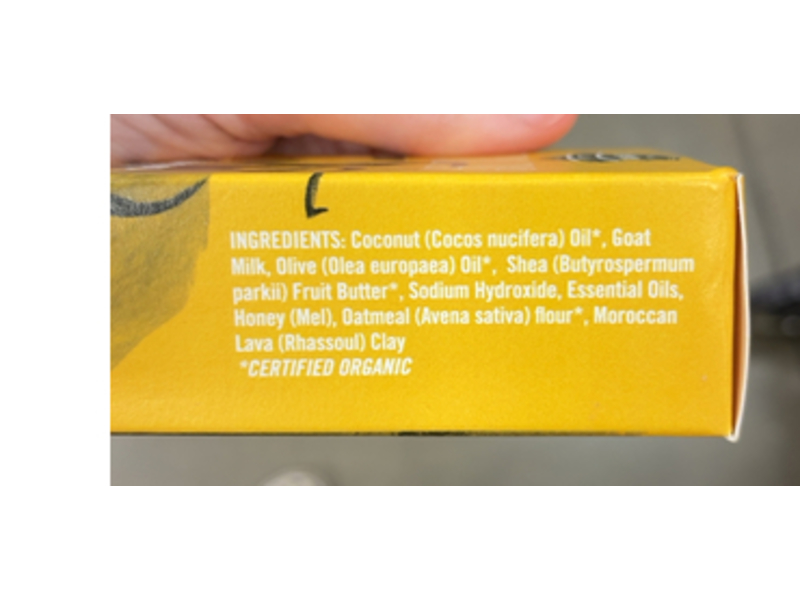 INGREDIENTS: Coconut (Cocos nucifera) Oil*, Goat
Milk, Olive (Olea europaea) Oil*, Shea (Butyrospermum
parkii) Fruit Butter*, Sodium Hydroxide, Essential Oils,
Honey (Mel), Oatmeal (Avena sativa) flour*, Moroccan
Lava (Rhassoul) Clay
*CERTIFIED ORGANIC